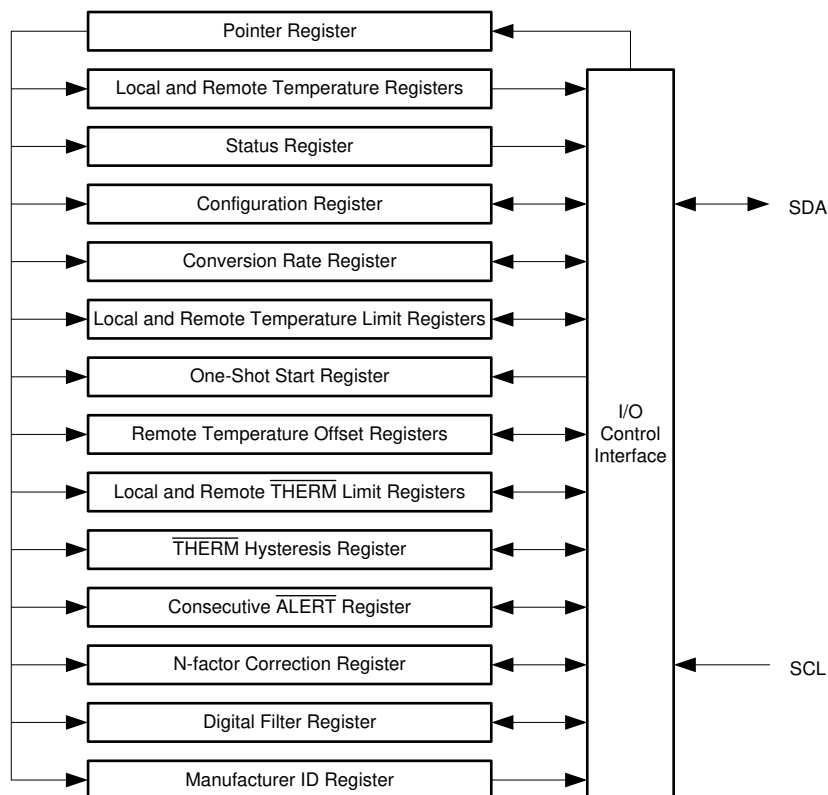 Pointer Register
Local and Remote Temperature Registers
Status Register
Configuration Register
SDA
Conversion Rate Register
Local and Remote Temperature Limit Registers
One-Shot Start Register
I/O
Control
Interface
Remote Temperature Offset Registers
Local and Remote THERM Limit Registers
THERM Hysteresis Register
Consecutive ALERT Register
N-factor Correction Register
SCL
Digital Filter Register
Manufacturer ID Register